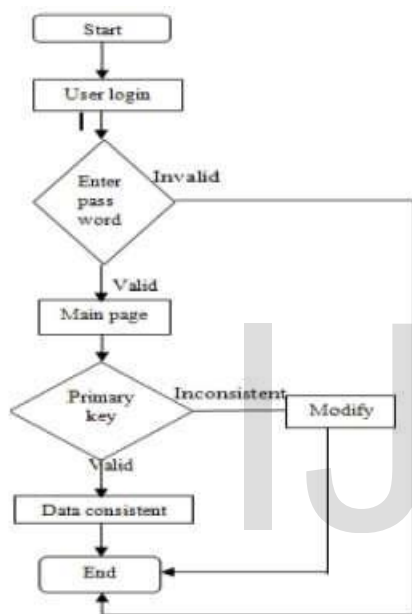 Start
User login
Enter
pass
word
Invalid
Valid
Main page
Primary
key
Inconsistent
Modify
Valid
Data consistent
End
IJ